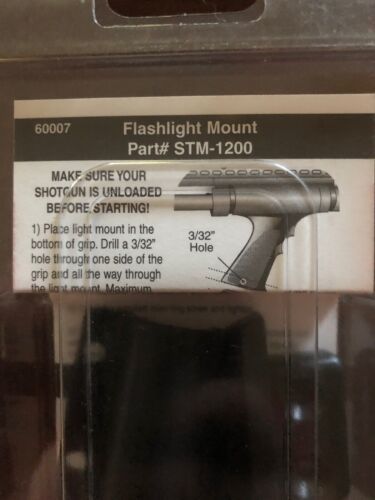 60007
Flashlight Mount
Part# STM-1200
MAKE SURE YOUR
SHOTGUN IS UNLOADED
BEFORE STARTING!
1) Place light mount in the
bottom of grip. Drill a 3/32"
hole through one side of the
grip and all the way through
the light mount. Maximum
3/32"
Hole